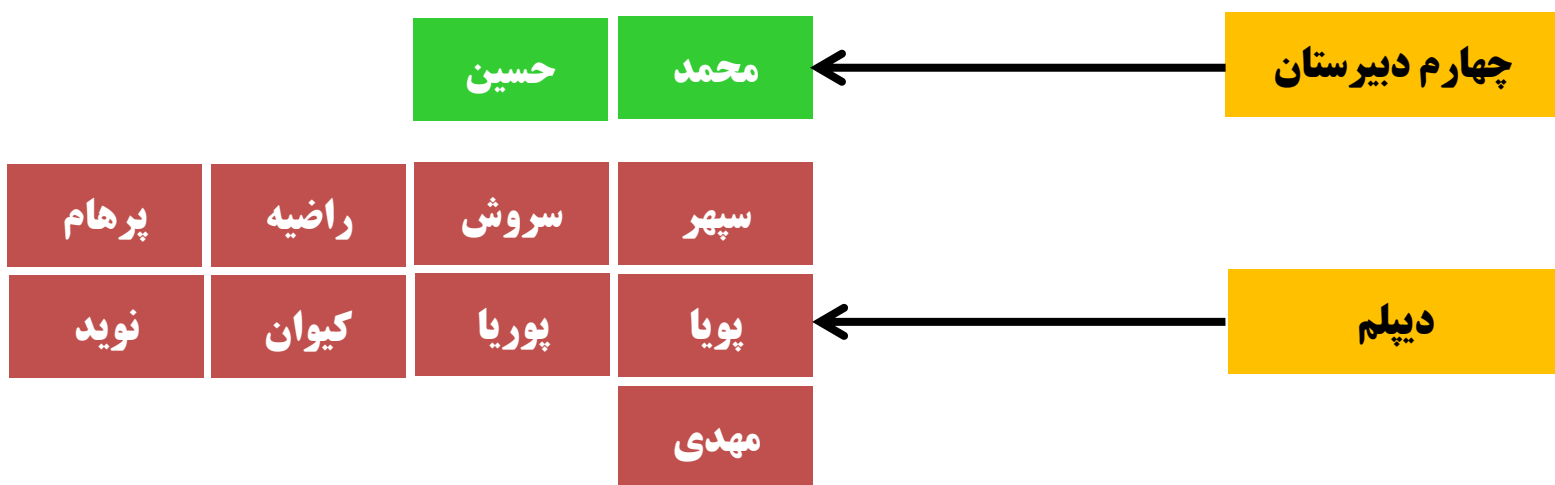 چهارم دبیرستان
محمد
حسین
دیپلم
سپهر
سروش
راضیه
پرهام
پویا
پوریا
کیوان
نوید
مهدی